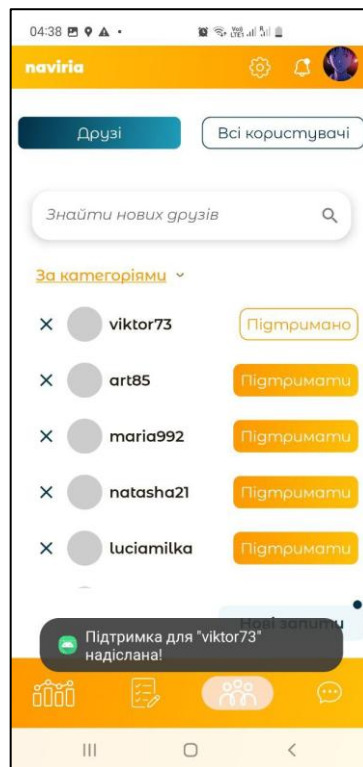 04:38
naviria
Друзі
Всі користувачі
Знайти нових друзів
За категоріями
viktor73
Підтримано
art85
Підтримати
maria992
Підтримати
natasha21
Підтримати
luciamilka
Підтримати
Нові запити
Підтримка для "viktor73"
надіслана!